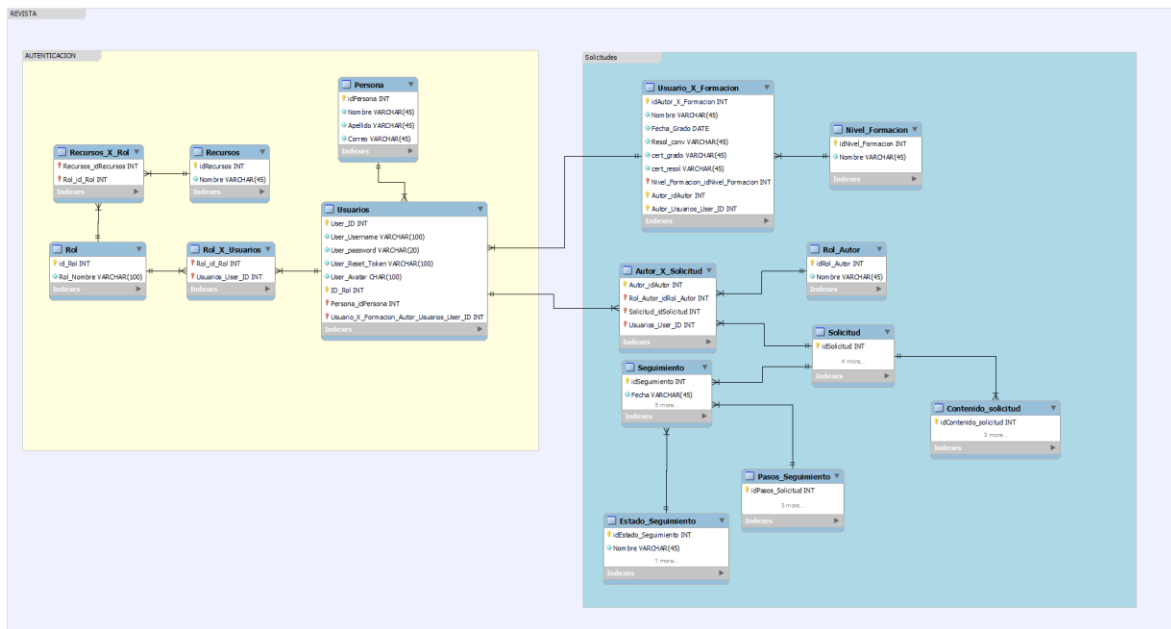 REVISTA
AUTENTICACION
Persona
idPersona INT
Nombre VARCHAR(45)
Apellido VARCHAR(45)
Correo VARCHAR(45)
Indexes
Recursos_X_Rol
Recursos_idRecursos INT
Rol_id_Rol INT
Indexes
Recursos
idRecursos INT
Nombre VARCHAR(45)
Indexes
Rol
id_Rol INT
Rol_Nombre VARCHAR(100)
Indexes
Rol_X_Usuarios
Rol_id_Rol INT
Usuarios_User_ID INT
Indexes
Usuarios
User_ID INT
User_Username VARCHAR(100)
User_password VARCHAR(20)
User_Reset_Token VARCHAR(100)
User_Avatar CHAR(100)
ID_Rol INT
Persona_idPersona INT
Usuario_X_Formacion_Autor_Usuarios_User_ID INT
Indexes
Solicitudes
Usuario_X_Formacion
idAutor_X_Formacion INT
Nombre VARCHAR(45)
Fecha_Grado DATE
Resol_conv VARCHAR(45)
cert_grado VARCHAR(45)
cert_resol VARCHAR(45)
Nivel_Formacion_idNivel_Formacion INT
Autor_idAutor INT
Autor_Usuarios_User_ID INT
Indexes
Nivel_Formacion
idNivel_Formacion INT
Nombre VARCHAR(45)
Indexes
Autor_X_Solicitud
Autor_idAutor INT
Rol_Autor_idRol_Autor INT
Solicitud_idSolicitud INT
Usuarios_User_ID INT
Indexes
Rol_Autor
idRol_Autor INT
Nombre VARCHAR(45)
Indexes
Solicitud
idSolicitud INT
4 more...
Indexes
Seguimiento
idSeguimiento INT
Fecha VARCHAR(45)
6 more...
Indexes
Contenido_solicitud
idContenido_solicitud INT
3 more...
Indexes
Pasos_Seguimiento
idPasos_Solicitud INT
3 more...
Indexes
Estado_Seguimiento
idEstado_Seguimiento INT
Nombre VARCHAR(45)
1 more...
Indexes